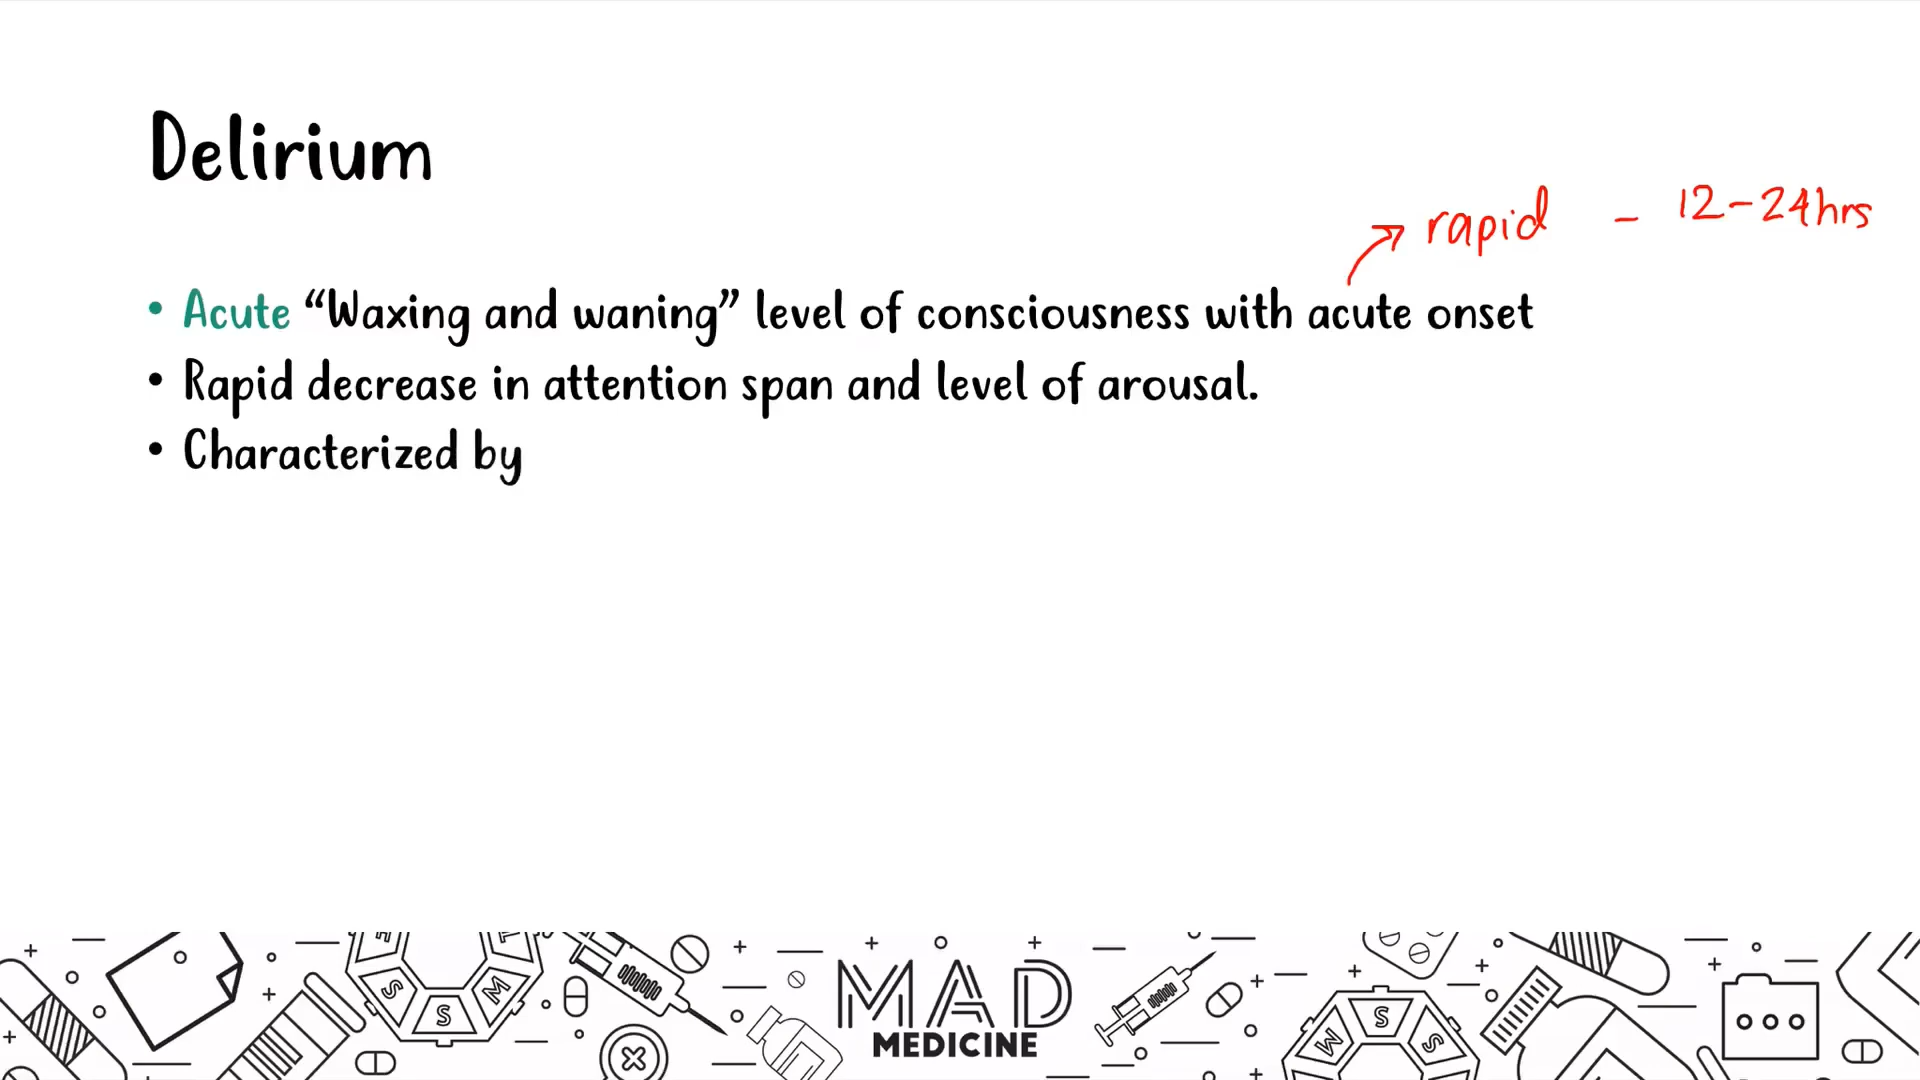 Delirium
rapid - 12-24hrs
• Acute “Waxing and waning” level of consciousness with acute onset
• Rapid decrease in attention span and level of arousal.
• Characterized by
MAD
MEDICINE
S
S
M
M
S
S